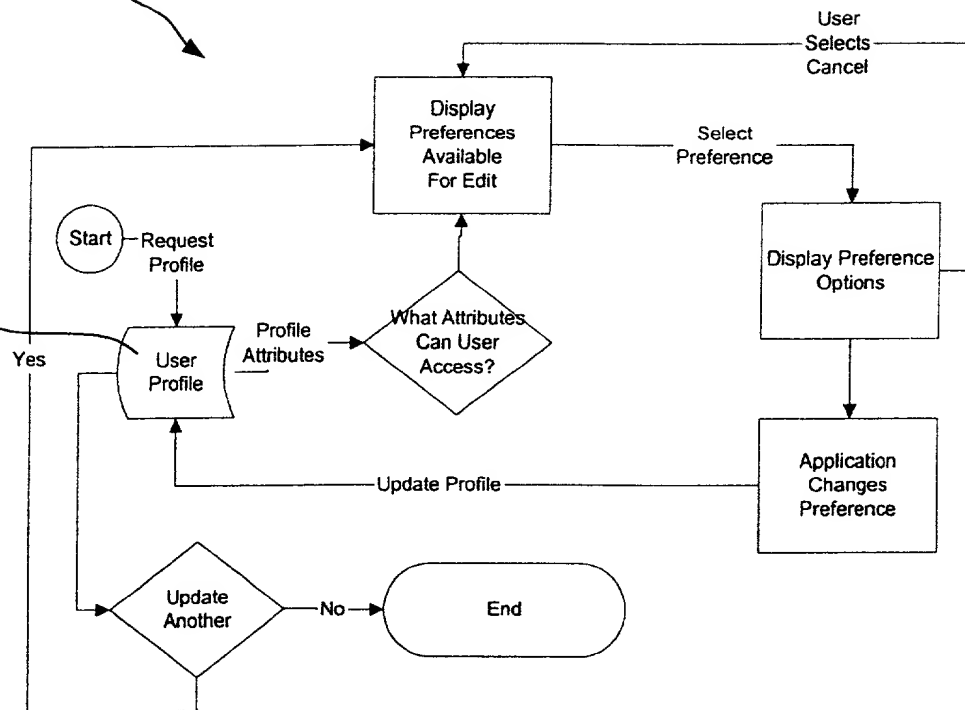 User
Selects
Cancel
Display
Preferences
Available
For Edit
Select
Preference
Start
Request
Profile
Display Preference
Options
What Attributes
Can User
Access?
Profile
Attributes
Yes
User
Profile
Application
Changes
Preference
Update Profile
Update
Another
No
End